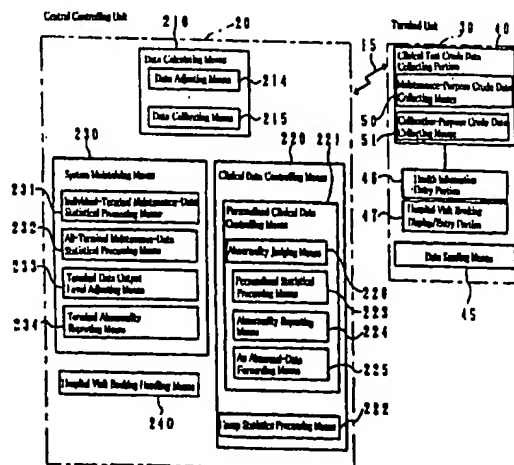 Central Controlling Unit
20
Terminal Unit
216
25
30
40
Data Calculating Means
Data Adjusting Means
214
Data Collecting Means
215
Clinical Test Crude Data
Collecting Portion
Maintenance-Purpose Crude Data
Collecting Means
50
Calibration-Purpose Crude Data
Collecting Means
51
230
220
221
System Maintaining Means
Clinical Data Controlling Means
231
Individual-Terminal Maintenance-Data
Statistical Processing Means
Personalized Clinical Data
Controlling Means
46
Health Information
Entry Portion
232
All-Terminal Maintenance-Data
Statistical Processing Means
Abnormality Judging Means
226
47
Hospital Visit Booking
Display/Entry Portion
233
Terminal Data Output
Level Adjusting Means
Personalized Statistical
Processing Means
223
Data Sending Means
45
234
Terminal Abnormality
Reporting Means
Abnormality Reporting
Means
224
An Abnormal-Data
Forwarding Means
225
Hospital Visit Booking Handling Means
240
Group Statistics Processing Means
222